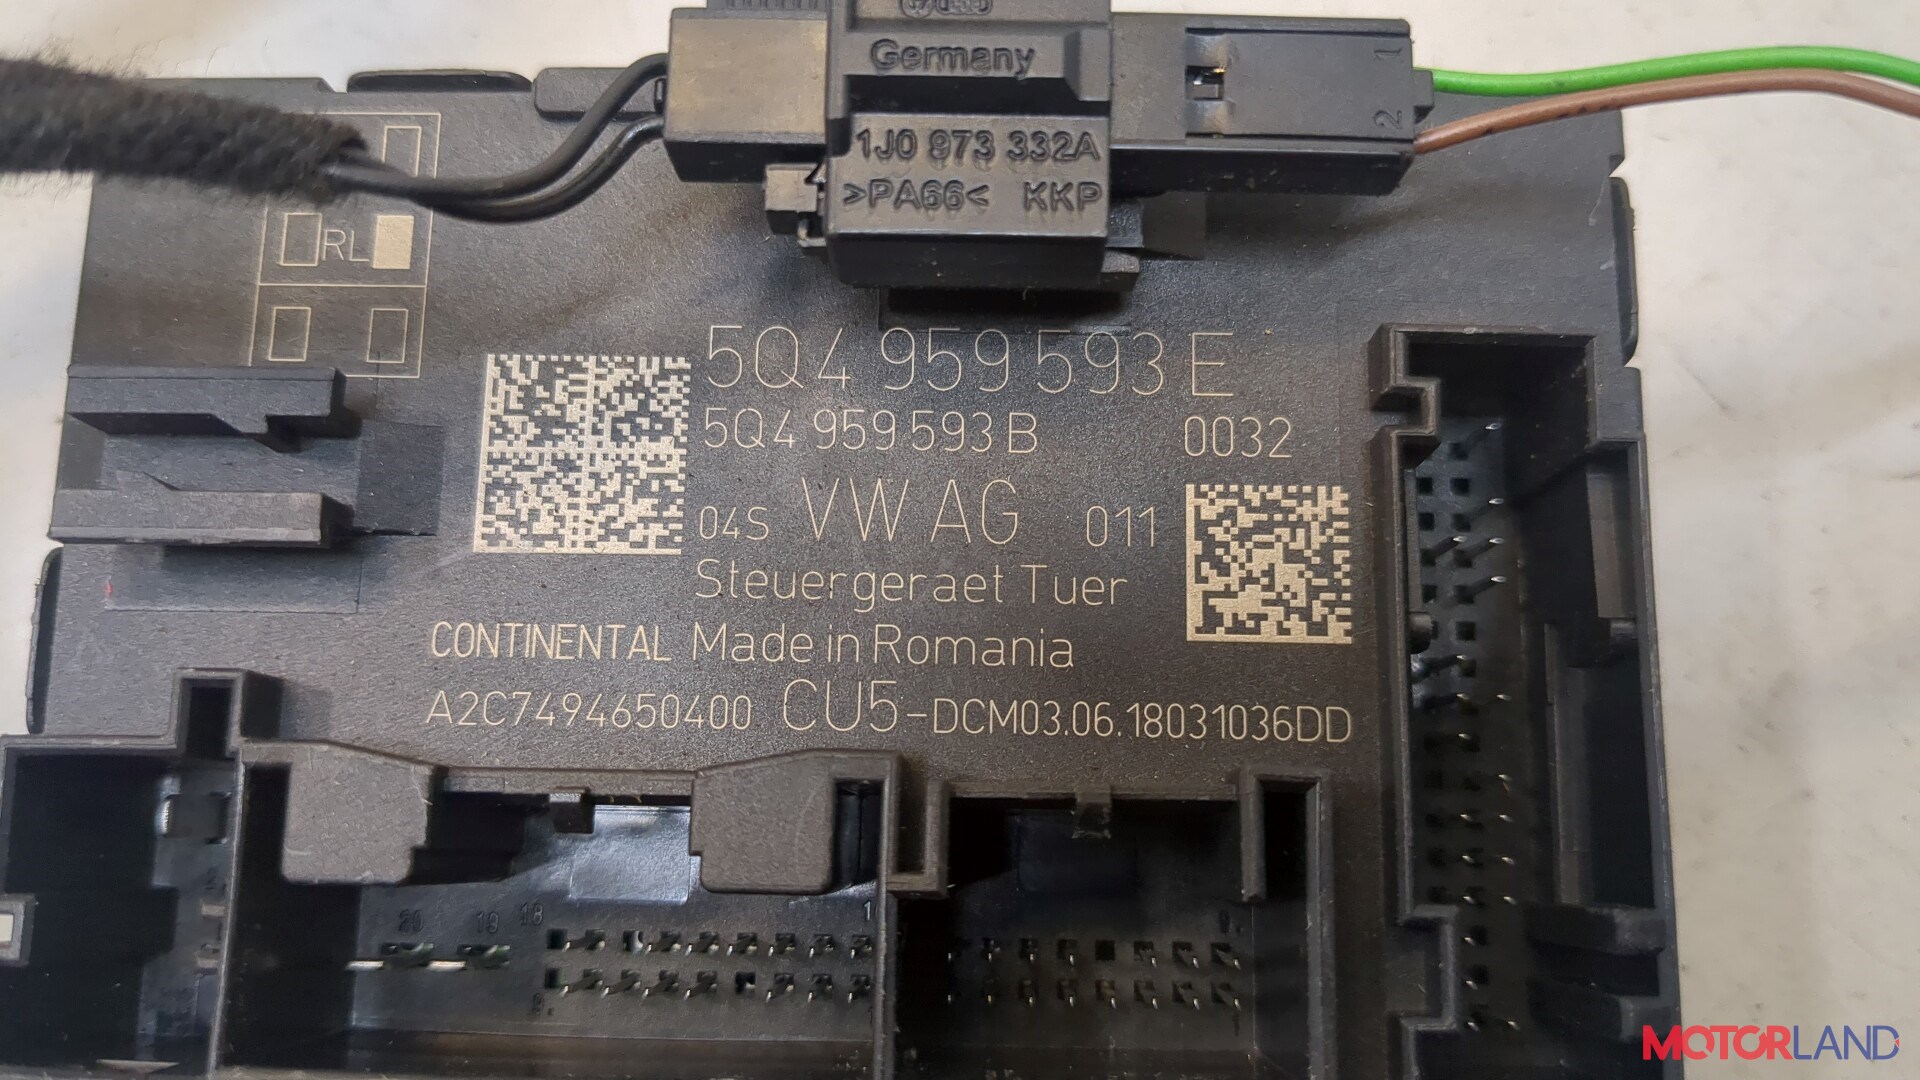 Germany
1J0 973 332A
>PA66< KKP
1
2
RL
5Q4 959 593 E
5Q4 959 593 B 0032
04S VW AG 011
Steuergeraet Tuer
CONTINENTAL Made in Romania
A2C7494650400 CU5-DCM03.06.18031036DD
20 19 18 1
MOTORLAND